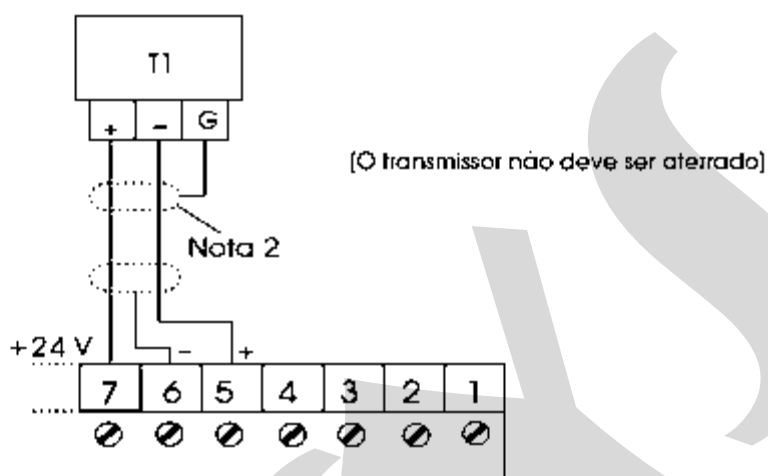 T1
+ − G
(O transmissor não deve ser aterrado)
Nota 2
+24 V − +
7 6 5 4 3 2 1